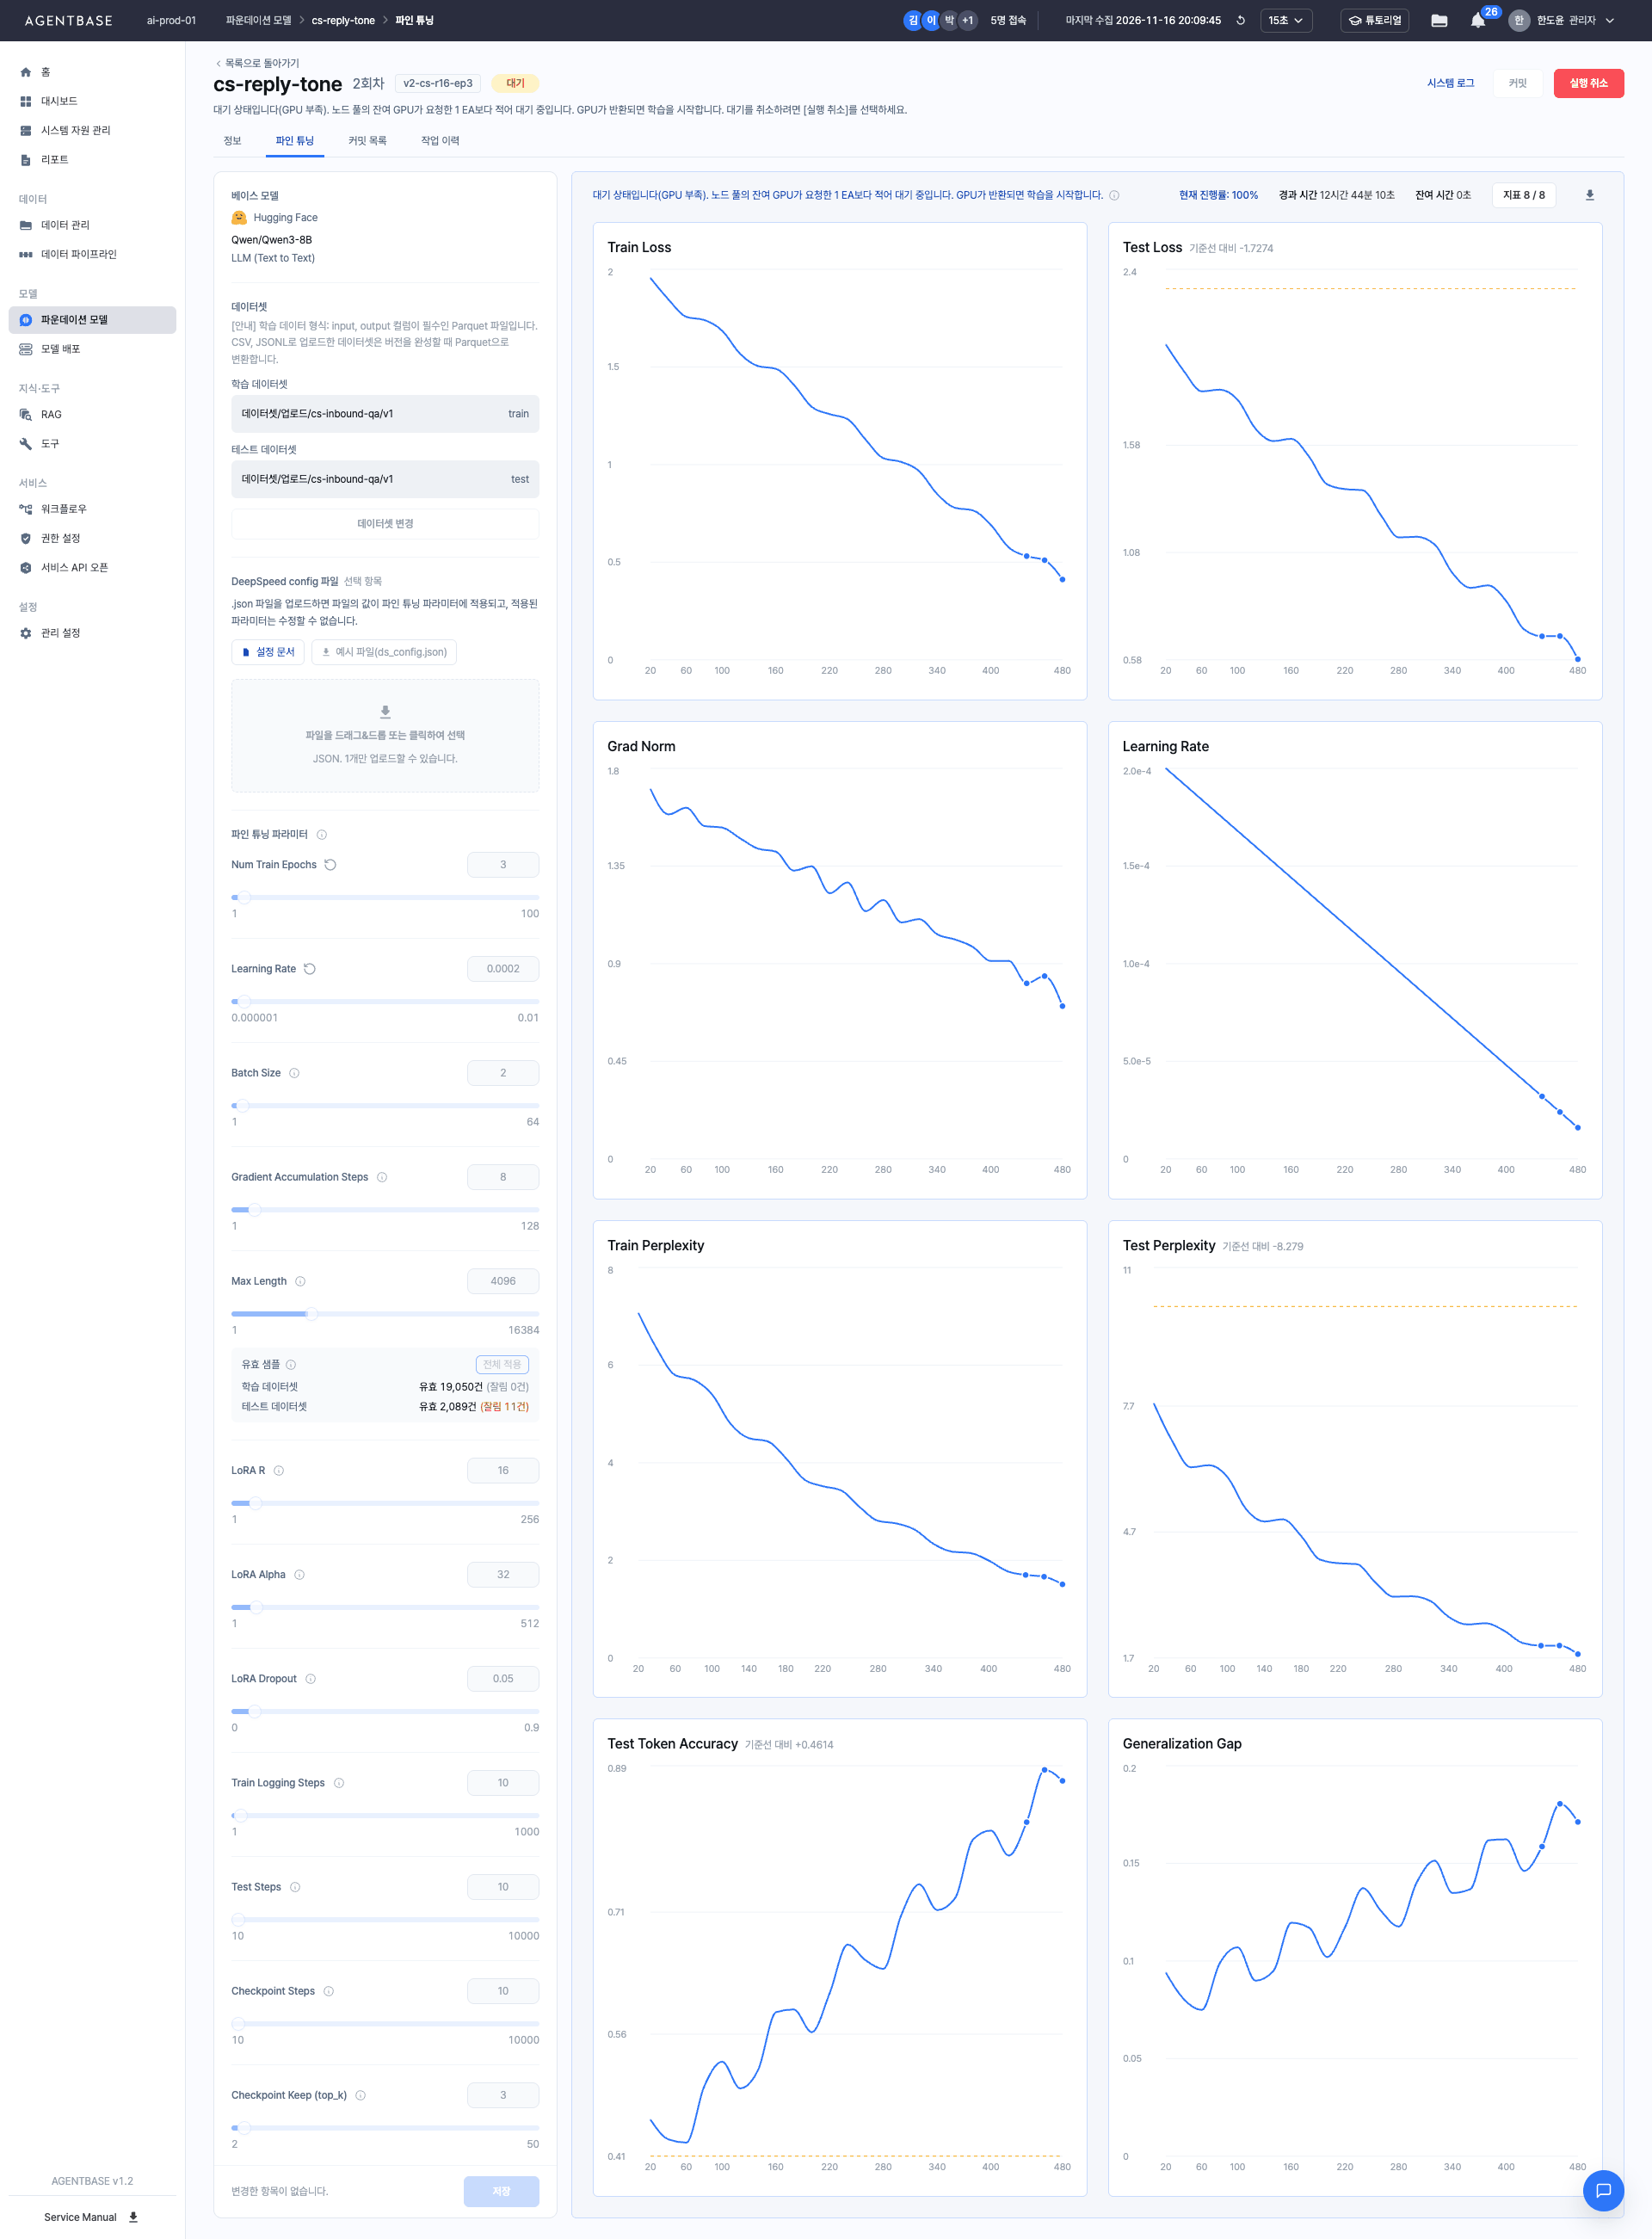 AGENTBASE
ai-prod-01
파운데이션 모델 > cs-reply-tone > 파인 튜닝
김 이 박 +1 5명 접속
마지막 수집 2026-11-16 20:09:45
15초
튜토리얼
26
한 한도윤 관리자
홈
대시보드
시스템 자원 관리
리포트
데이터
데이터 관리
데이터 파이프라인
모델
파운데이션 모델
모델 배포
지식·도구
RAG
도구
서비스
워크플로우
권한 설정
서비스 API 오픈
설정
관리 설정
AGENTBASE v1.2
Service Manual
목록으로 돌아가기
cs-reply-tone 2회차 v2-cs-r16-ep3 대기
시스템 로그 커밋 실행 취소
대기 상태입니다(GPU 부족). 노드 풀의 잔여 GPU가 요청한 1 EA보다 적어 대기 중입니다. GPU가 반환되면 학습을 시작합니다. 대기를 취소하려면 [실행 취소]를 선택하세요.
정보 파인 튜닝 커밋 목록 작업 이력
베이스 모델
Hugging Face
Qwen/Qwen3-8B
LLM (Text to Text)
데이터셋
[안내] 학습 데이터 형식: input, output 컬럼이 필수인 Parquet 파일입니다.
CSV, JSONL로 업로드한 데이터셋은 버전을 완성할 때 Parquet으로
변환합니다.
학습 데이터셋
데이터셋/업로드/cs-inbound-qa/v1 train
테스트 데이터셋
데이터셋/업로드/cs-inbound-qa/v1 test
데이터셋 변경
DeepSpeed config 파일 선택 항목
.json 파일을 업로드하면 파일의 값이 파인 튜닝 파라미터에 적용되고, 적용된
파라미터는 수정할 수 없습니다.
설정 문서 예시 파일(ds_config.json)
파일을 드래그&드롭 또는 클릭하여 선택
JSON. 1개만 업로드할 수 있습니다.
파인 튜닝 파라미터
Num Train Epochs 3
1 100
Learning Rate 0.0002
0.000001 0.01
Batch Size 2
1 64
Gradient Accumulation Steps 8
1 128
Max Length 4096
1 16384
유효 샘플 전체 적용
학습 데이터셋 유효 19,050건 (잘림 0건)
테스트 데이터셋 유효 2,089건 (잘림 11건)
LoRA R 16
1 256
LoRA Alpha 32
1 512
LoRA Dropout 0.05
0 0.9
Train Logging Steps 10
1 1000
Test Steps 10
10 10000
Checkpoint Steps 10
10 10000
Checkpoint Keep (top_k) 3
2 50
변경한 항목이 없습니다. 저장
대기 상태입니다(GPU 부족). 노드 풀의 잔여 GPU가 요청한 1 EA보다 적어 대기 중입니다. GPU가 반환되면 학습을 시작합니다.
현재 진행률: 100% 경과 시간 12시간 44분 10초 잔여 시간 0초 지표 8 / 8
Train Loss
2
1.5
1
0.5
0
20 60 100 160 220 280 340 400 480
Test Loss 기준선 대비 -1.7274
2.4
1.58
1.08
0.58
20 60 100 160 220 280 340 400 480
Grad Norm
1.8
1.35
0.9
0.45
0
20 60 100 160 220 280 340 400 480
Learning Rate
2.0e-4
1.5e-4
1.0e-4
5.0e-5
0
20 60 100 160 220 280 340 400 480
Train Perplexity
8
6
4
2
0
20 60 100 140 180 220 280 340 400 480
Test Perplexity 기준선 대비 -8.279
11
7.7
4.7
1.7
20 60 100 140 180 220 280 340 400 480
Test Token Accuracy 기준선 대비 +0.4614
0.89
0.71
0.56
0.41
20 60 100 160 220 280 340 400 480
Generalization Gap
0.2
0.15
0.1
0.05
0
20 60 100 160 220 280 340 400 480